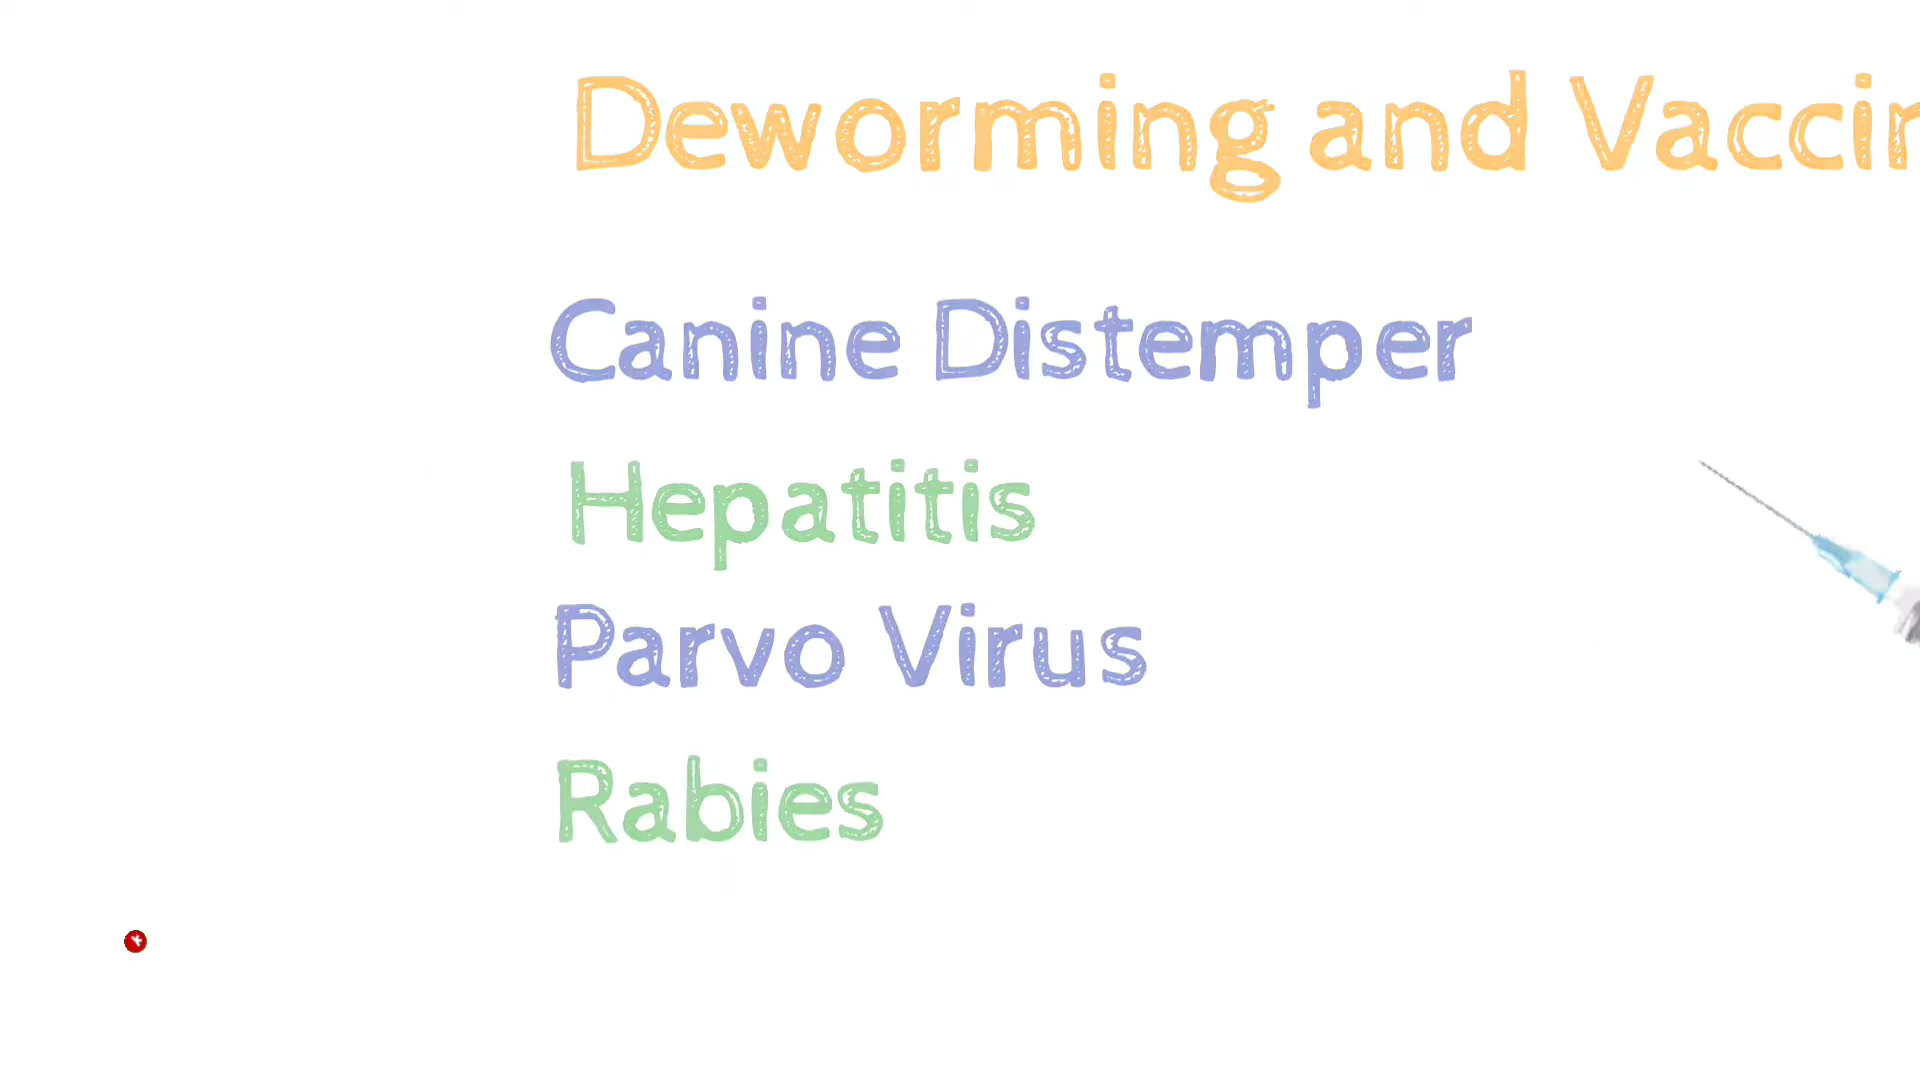 Deworming and Vaccin
Canine Distemper
Hepatitis
Parvo Virus
Rabies